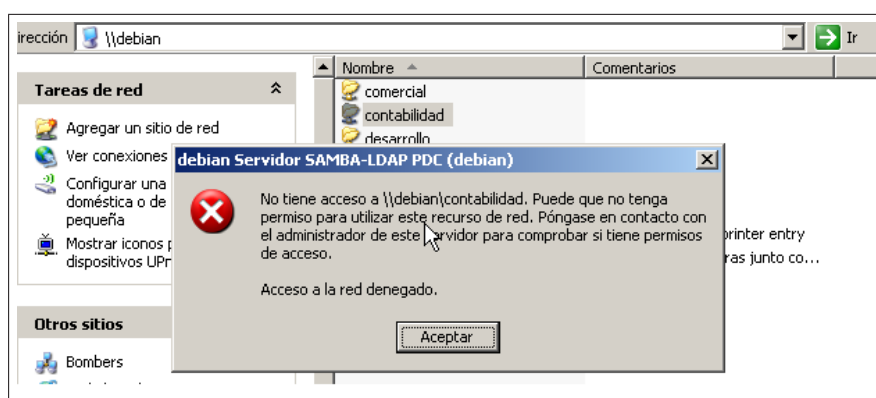 irección \\debian Ir
Nombre Comentarios
Tareas de red
Agregar un sitio de red
Ver conexiones
Configurar una
doméstica o de
pequeña
Mostrar iconos
dispositivos UPn
Otros sitios
Bombers
comercial
contabilidad
desarrollo
debian Servidor SAMBA-LDAP PDC (debian)
No tiene acceso a \\debian\contabilidad. Puede que no tenga
permiso para utilizar este recurso de red. Póngase en contacto con
el administrador de este servidor para comprobar si tiene permisos
de acceso.
Acceso a la red denegado.
Aceptar
printer entry
ras junto co...